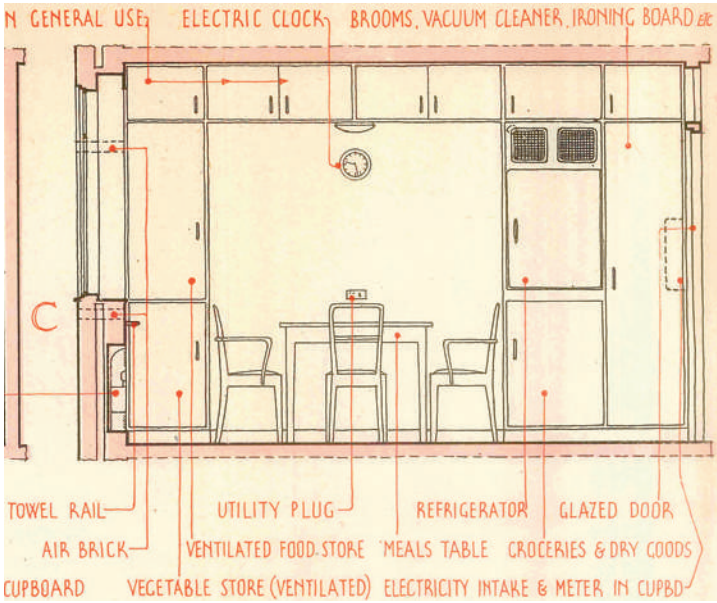 N GENERAL USE, ELECTRIC CLOCK BROOMS, VACUUM CLEANER, IRONING BOARD etc
C
TOWEL RAIL UTILITY PLUG REFRIGERATOR GLAZED DOOR
AIR BRICK VENTILATED FOOD STORE MEALS TABLE GROCERIES & DRY GOODS
CUPBOARD VEGETABLE STORE (VENTILATED) ELECTRICITY INTAKE & METER IN CUPBD